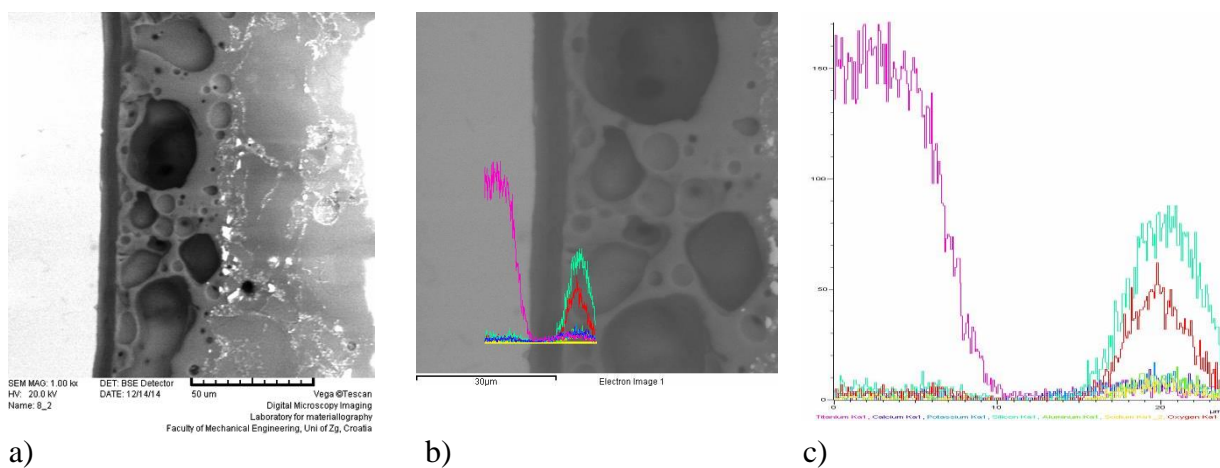 SEM MAG: 1.00 kx DET: BSE Detector
HV: 20.0 kV DATE: 12/14/14 50 um Vega ©Tescan
Name: 8_2 Digital Microscopy Imaging
Laboratory for materialography
Faculty of Mechanical Engineering, Uni of Zg, Croatia
a)
30µm Electron Image 1
b)
150
100
50
0
10
20
µm
Titanium Ka1, Calcium Ka1, Potassium Ka1, Silicon Ka1, Aluminum Ka1, Sodium Ka1_2, Oxygen Ka1
c)